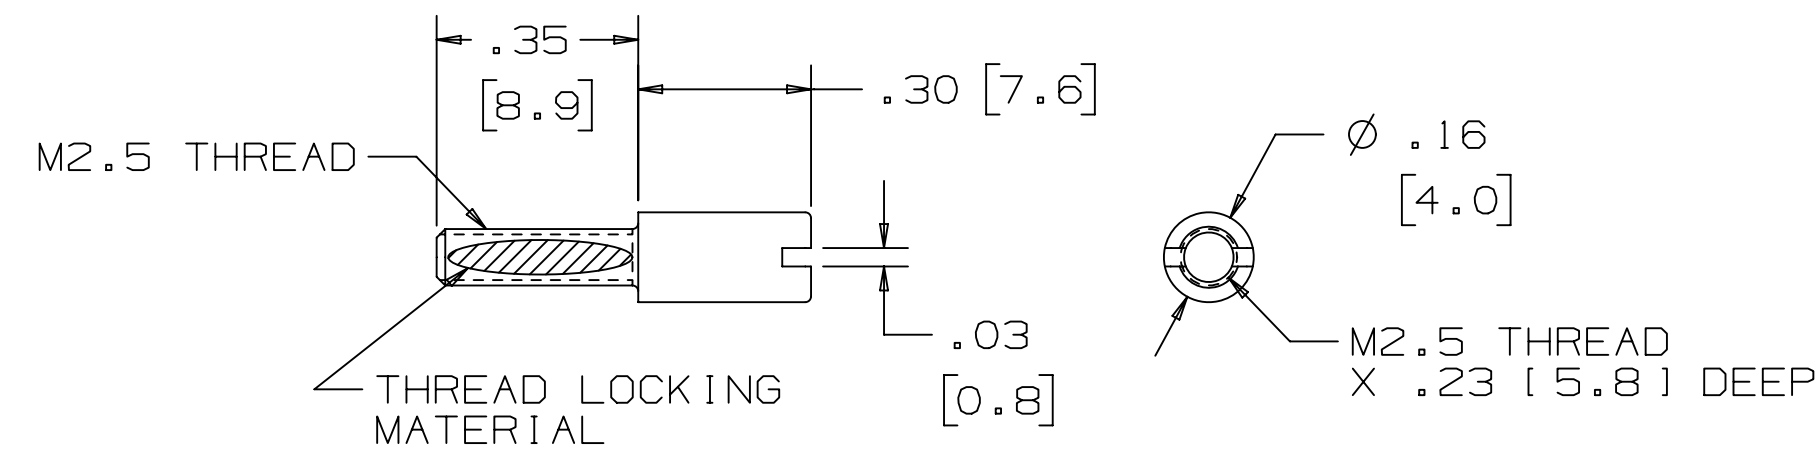 .35
[8.9]
.30 [7.6]
M2.5 THREAD
Ø .16
[4.0]
.03
[0.8]
M2.5 THREAD
X .23 [5.8] DEEP
THREAD LOCKING
MATERIAL